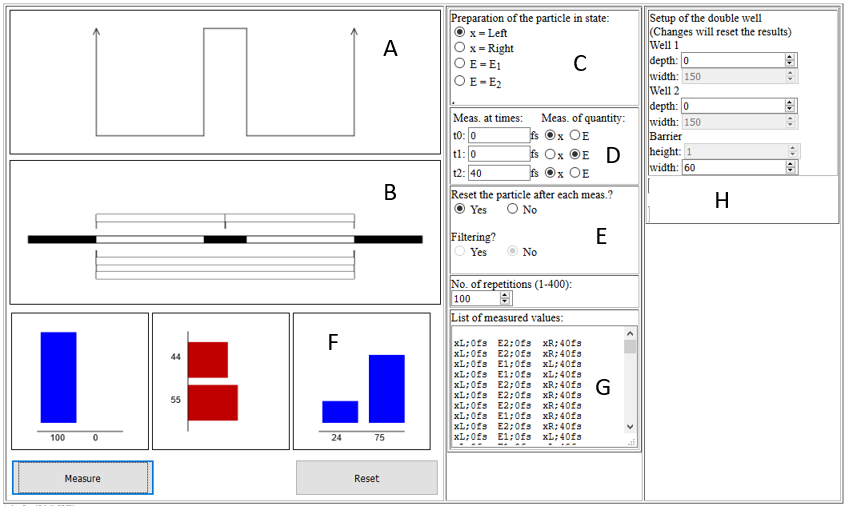 A
B
100 0
44
55
F
24 75
Measure
Reset
Preparation of the particle in state:
x = Left
x = Right
E = E1
E = E2
C
Meas. at times: Meas. of quantity:
t0: 0 fs x E
t1: 0 fs x E
t2: 40 fs x E
D
Reset the particle after each meas.?
Yes No
Filtering?
Yes No
E
No. of repetitions (1-400):
100
List of measured values:
xL;0fs E2;0fs xR;40fs
xL;0fs E2;0fs xR;40fs
xL;0fs E1;0fs xR;40fs
xL;0fs E1;0fs xL;40fs
xL;0fs E2;0fs xR;40fs
xL;0fs E2;0fs xR;40fs
xL;0fs E2;0fs xR;40fs
xL;0fs E1;0fs xR;40fs
xL;0fs E2;0fs xR;40fs
xL;0fs E1;0fs xL;40fs
G
Setup of the double well
(Changes will reset the results)
Well 1
depth: 0
width: 150
Well 2
depth: 0
width: 150
Barrier
height: 1
width: 60
H